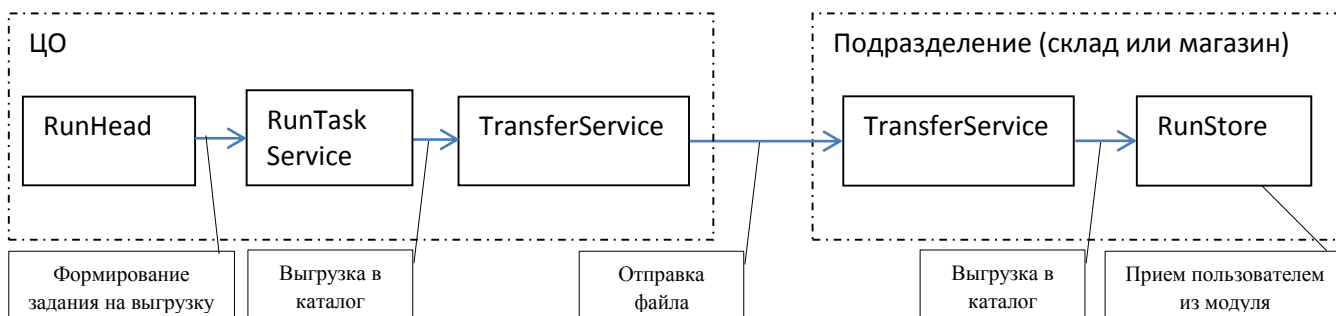 ЦО
Подразделение (склад или магазин)
RunHead
RunTask
Service
TransferService
TransferService
RunStore
Формирование
задания на выгрузку
Выгрузка в
каталог
Отправка
файла
Выгрузка в
каталог
Прием пользователем
из модуля